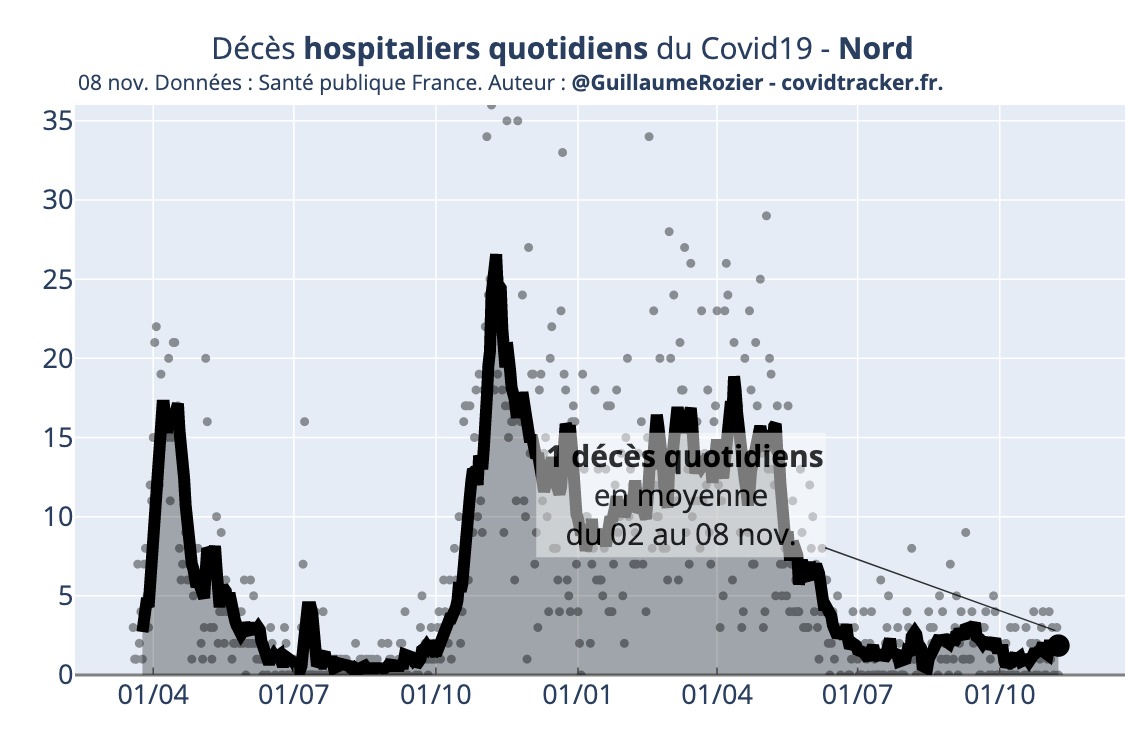 Décès hospitaliers quotidiens du Covid19 - Nord
08 nov. Données : Santé publique France. Auteur : @GuillaumeRozier - covidtracker.fr.
35
30
25
20
15
10
5
0
1 décès quotidiens
en moyenne
du 02 au 08 nov.
01/04 01/07 01/10 01/01 01/04 01/07 01/10